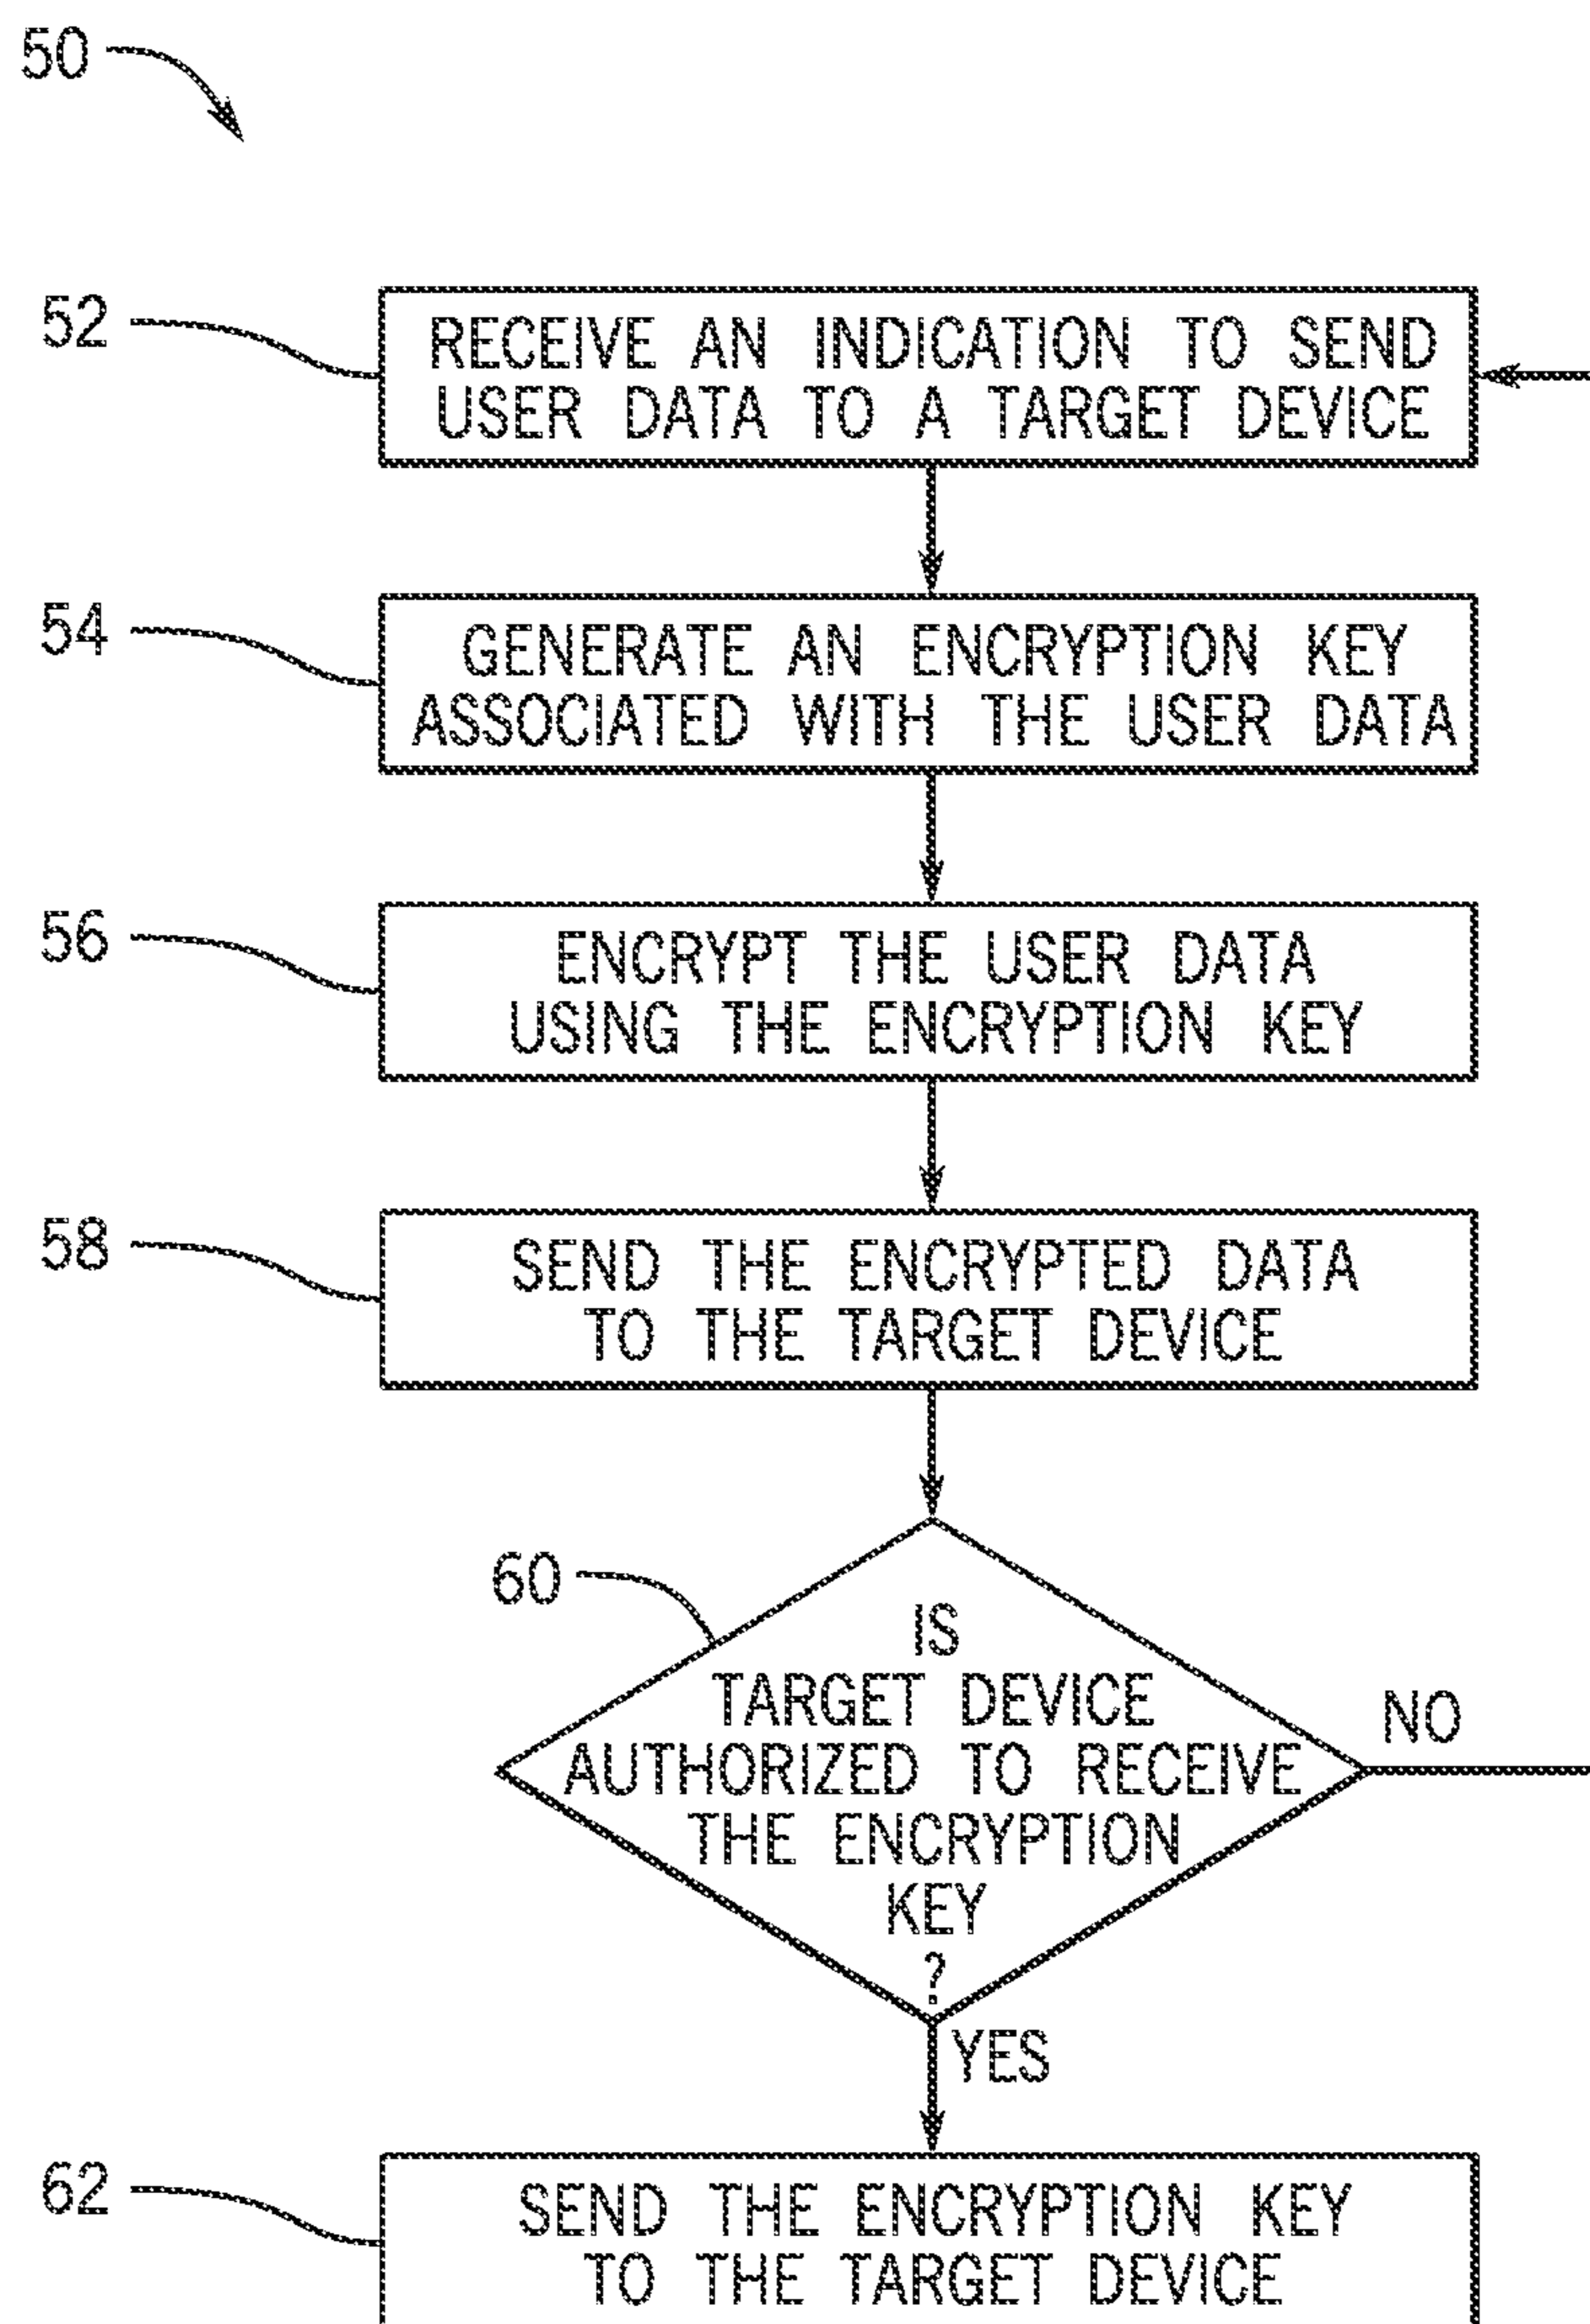 50
52
RECEIVE AN INDICATION TO SEND
USER DATA TO A TARGET DEVICE
54
GENERATE AN ENCRYPTION KEY
ASSOCIATED WITH THE USER DATA
56
ENCRYPT THE USER DATA
USING THE ENCRYPTION KEY
58
SEND THE ENCRYPTED DATA
TO THE TARGET DEVICE
60
IS
TARGET DEVICE
AUTHORIZED TO RECEIVE
THE ENCRYPTION
KEY
?
NO
YES
62
SEND THE ENCRYPTION KEY
TO THE TARGET DEVICE